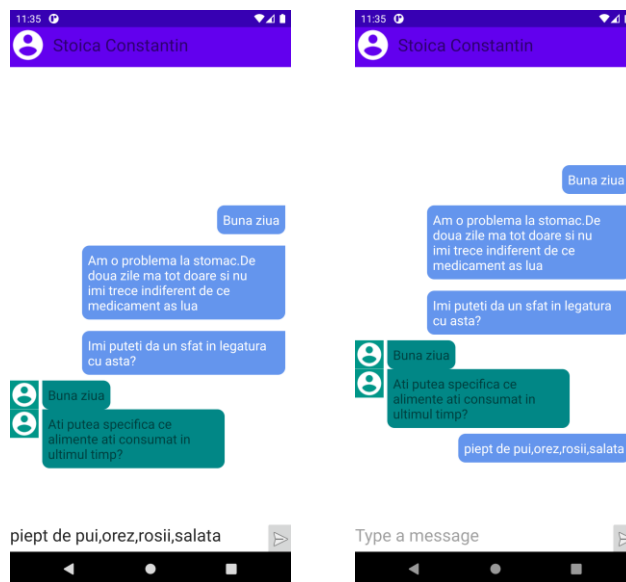 11:35
Stoica Constantin
Buna ziua
Am o problema la stomac.De
doua zile ma tot doare si nu
imi trece indiferent de ce
medicament as lua
Imi puteti da un sfat in legatura
cu asta?
Buna ziua
Ati putea specifica ce
alimente ati consumat in
ultimul timp?
piept de pui,orez,rosii,salata
11:35
Stoica Constantin
Buna ziua
Am o problema la stomac.De
doua zile ma tot doare si nu
imi trece indiferent de ce
medicament as lua
Imi puteti da un sfat in legatura
cu asta?
Buna ziua
Ati putea specifica ce
alimente ati consumat in
ultimul timp?
piept de pui,orez,rosii,salata
Type a message